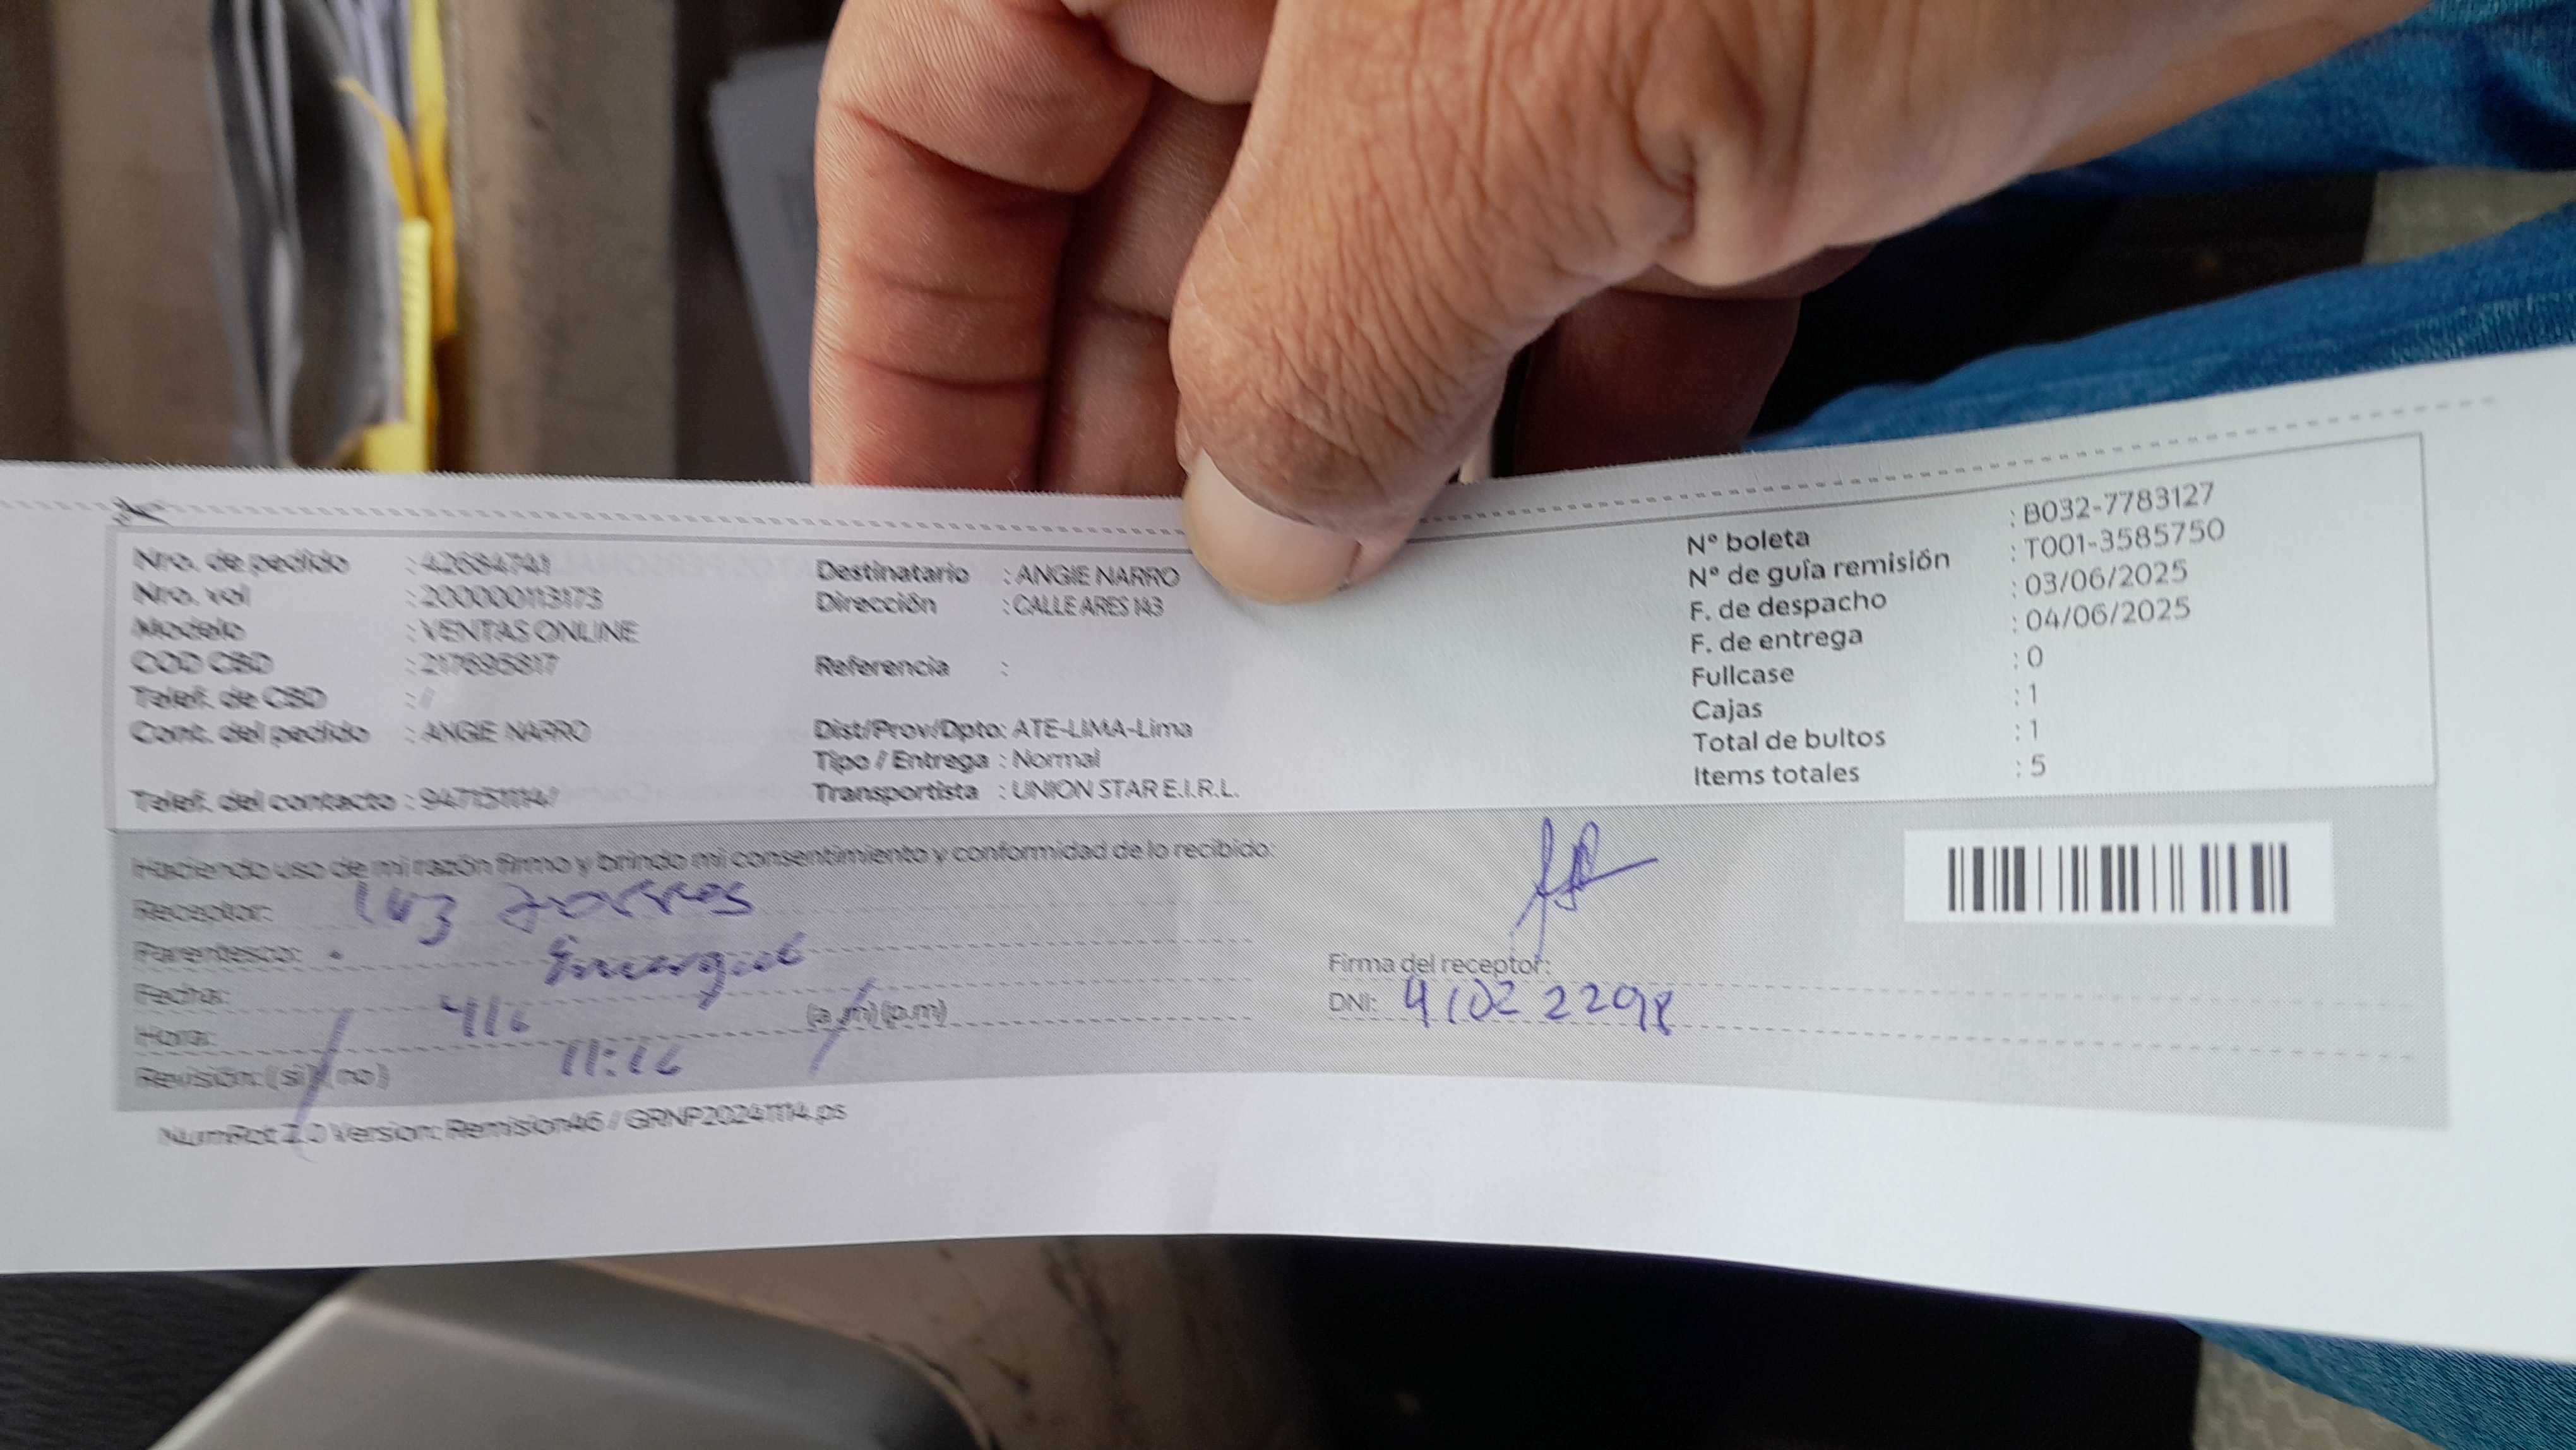 Nro. de pedido : 42684741
Nro. vol : 200000113173
Modelo : VENTAS ONLINE
COD CBD : 217695817
Telef. de CBD : /
Cont. del pedido : ANGIE NARRO
Telef. del contacto :
Destinatario : ANGIE NARRO
Dirección : CALLE ARES 143
Referencia :
Dist/Prov/Dpto: ATE-LIMA-Lima
Tipo / Entrega : Normal
Transportista : UNION STAR E.I.R.L.
N° boleta : B032-7783127
N° de guía remisión : T001-3585750
F. de despacho : 03/06/2025
F. de entrega : 04/06/2025
Fullcase : 0
Cajas : 1
Total de bultos : 1
Items totales : 5
Haciendo uso de mi razón firmo y brindo mi consentimiento y conformidad de lo recibido:
Receptor: Luz Torres
Parentesco:
Fecha: 4/6
Hora: 11:16 (a.m) (p.m)
Revisión: (si) (no)
Firma del receptor:
DNI: 41022298
NumRot 2.0 Version: Remision46 / GRNP20241114.ps